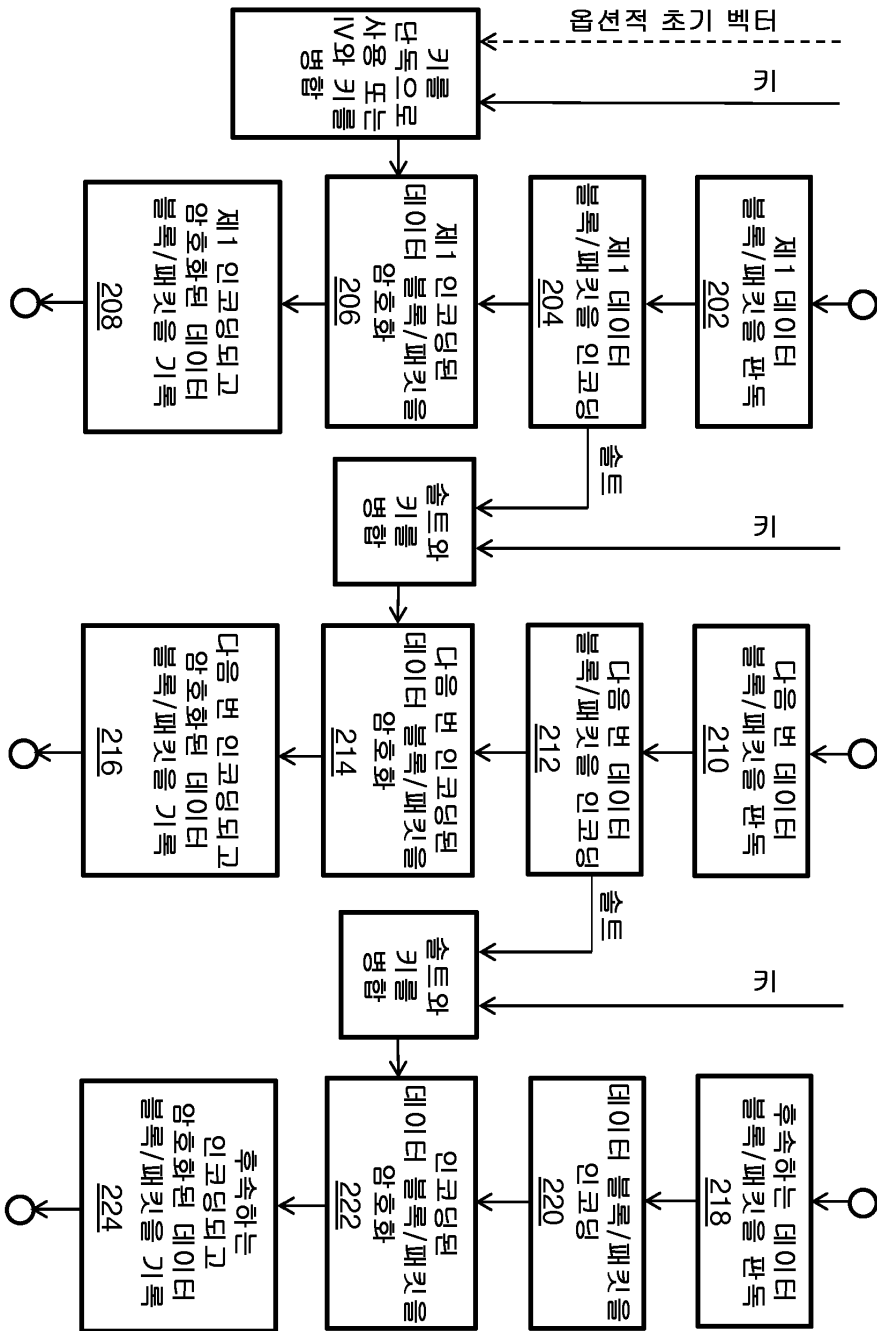 옵션적 초기 벡터
키
키를
단독으로
사용 또는
IV와 키를
병합
제1 데이터
블록/패킷을 판독
202
제1 데이터
블록/패킷을 인코딩
204
제1 인코딩된
데이터 블록/패킷을
암호화
206
제1 인코딩되고
암호화된 데이터
블록/패킷을 기록
208
솔트
키
솔트와
키를
병합
다음 번 데이터
블록/패킷을 판독
210
다음 번 데이터
블록/패킷을 인코딩
212
다음 번 인코딩된
데이터 블록/패킷을
암호화
214
다음 번 인코딩되고
암호화된 데이터
블록/패킷을 기록
216
솔트
키
솔트와
키를
병합
후속하는 데이터
블록/패킷을 판독
218
데이터 블록/패킷을
인코딩
220
인코딩된
데이터 블록/패킷을
암호화
222
후속하는
인코딩되고
암호화된 데이터
블록/패킷을 기록
224